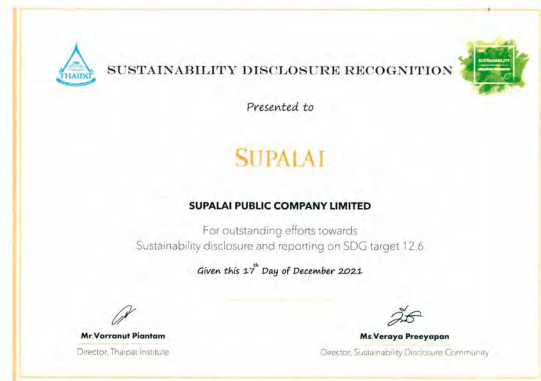 THAIPAT
SUSTAINABILITY DISCLOSURE RECOGNITION
SUSTAINABILITY
Presented to
SUPALAI
SUPALAI PUBLIC COMPANY LIMITED
For outstanding efforts towards
Sustainability disclosure and reporting on SDG target 12.6
Given this 17th Day of December 2021
Mr.Vorranut Piantam
Ms.Veraya Preeyapan
Director, Thaipat Institute
Director, Sustainability Disclosure Community